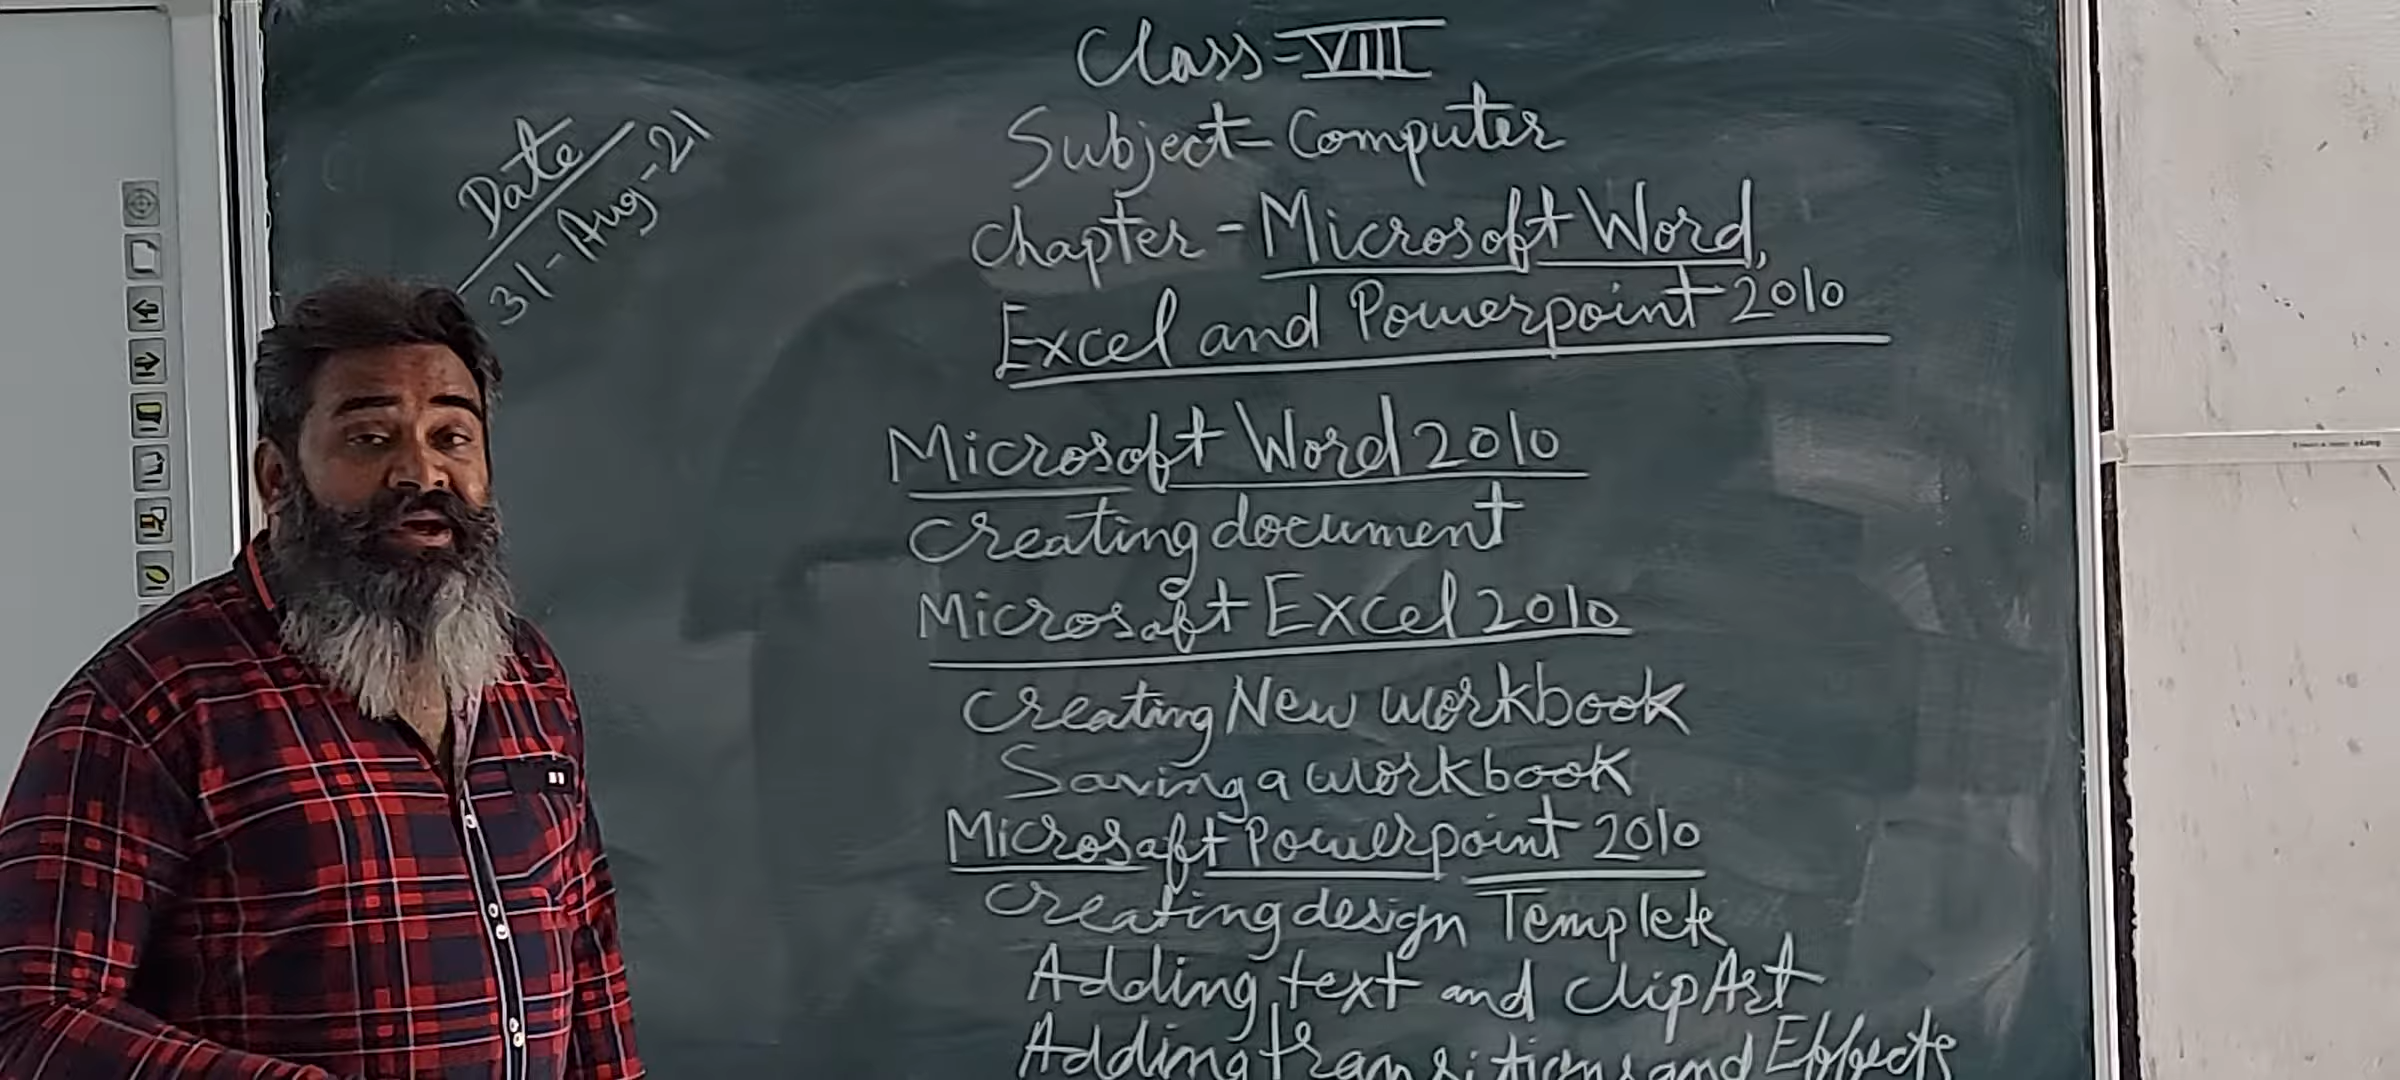 Class=VIII
Subject-Computer
Date
31-Aug-21
Chapter-Microsoft Word,
Excel and Powerpoint 2010
Microsoft Word 2010
Creating document
Microsoft Excel 2010
Creating New workbook
Saving a workbook
Microsoft Powerpoint 2010
Creating design Templete
Adding text and clipArt
Adding transitions and Effects